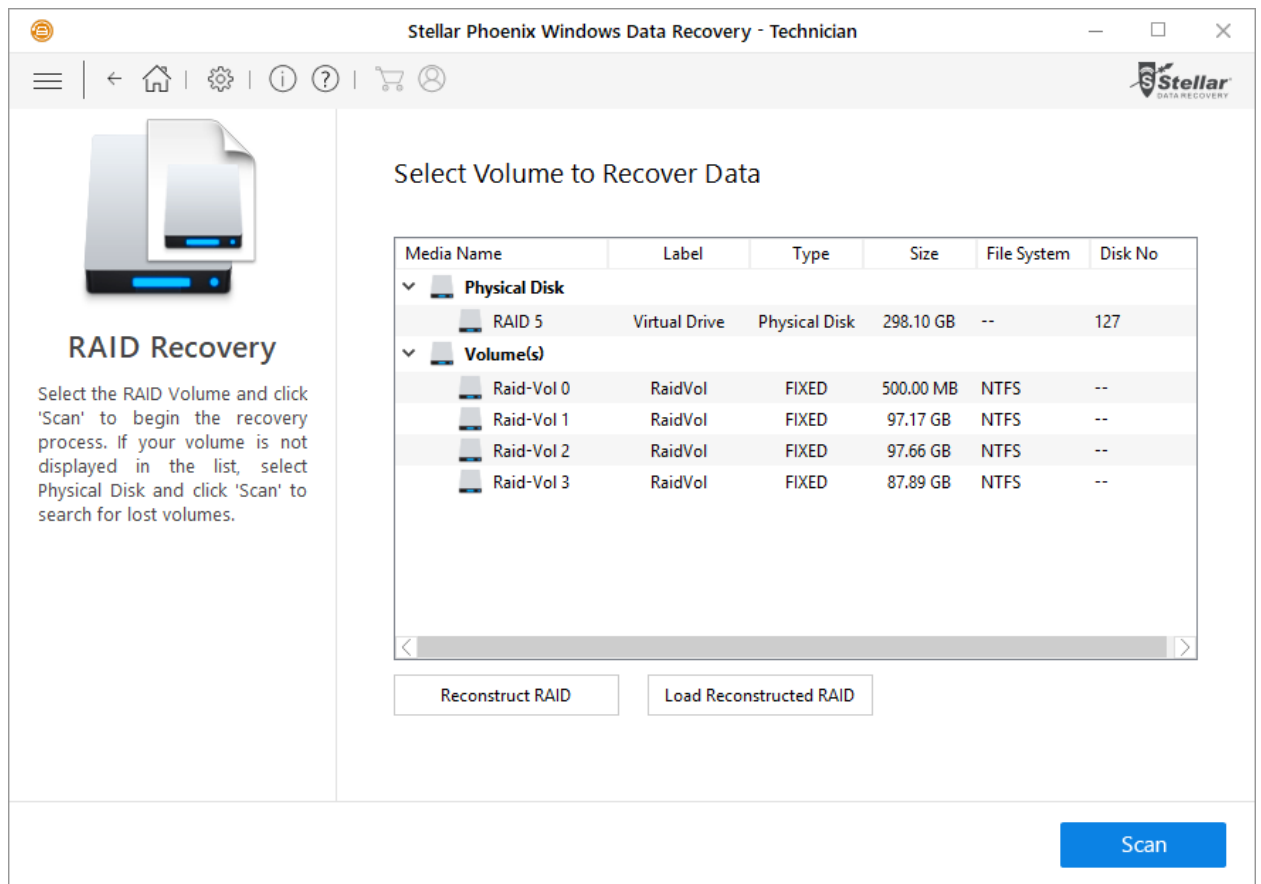 Stellar Phoenix Windows Data Recovery - Technician
Stellar
DATA RECOVERY
RAID Recovery
Select the RAID Volume and click
'Scan' to begin the recovery
process. If your volume is not
displayed in the list, select
Physical Disk and click 'Scan' to
search for lost volumes.
Select Volume to Recover Data
Media Name Label Type Size File System Disk No
Physical Disk
RAID 5 Virtual Drive Physical Disk 298.10 GB -- 127
Volume(s)
Raid-Vol 0 RaidVol FIXED 500.00 MB NTFS --
Raid-Vol 1 RaidVol FIXED 97.17 GB NTFS --
Raid-Vol 2 RaidVol FIXED 97.66 GB NTFS --
Raid-Vol 3 RaidVol FIXED 87.89 GB NTFS --
Reconstruct RAID Load Reconstructed RAID
Scan